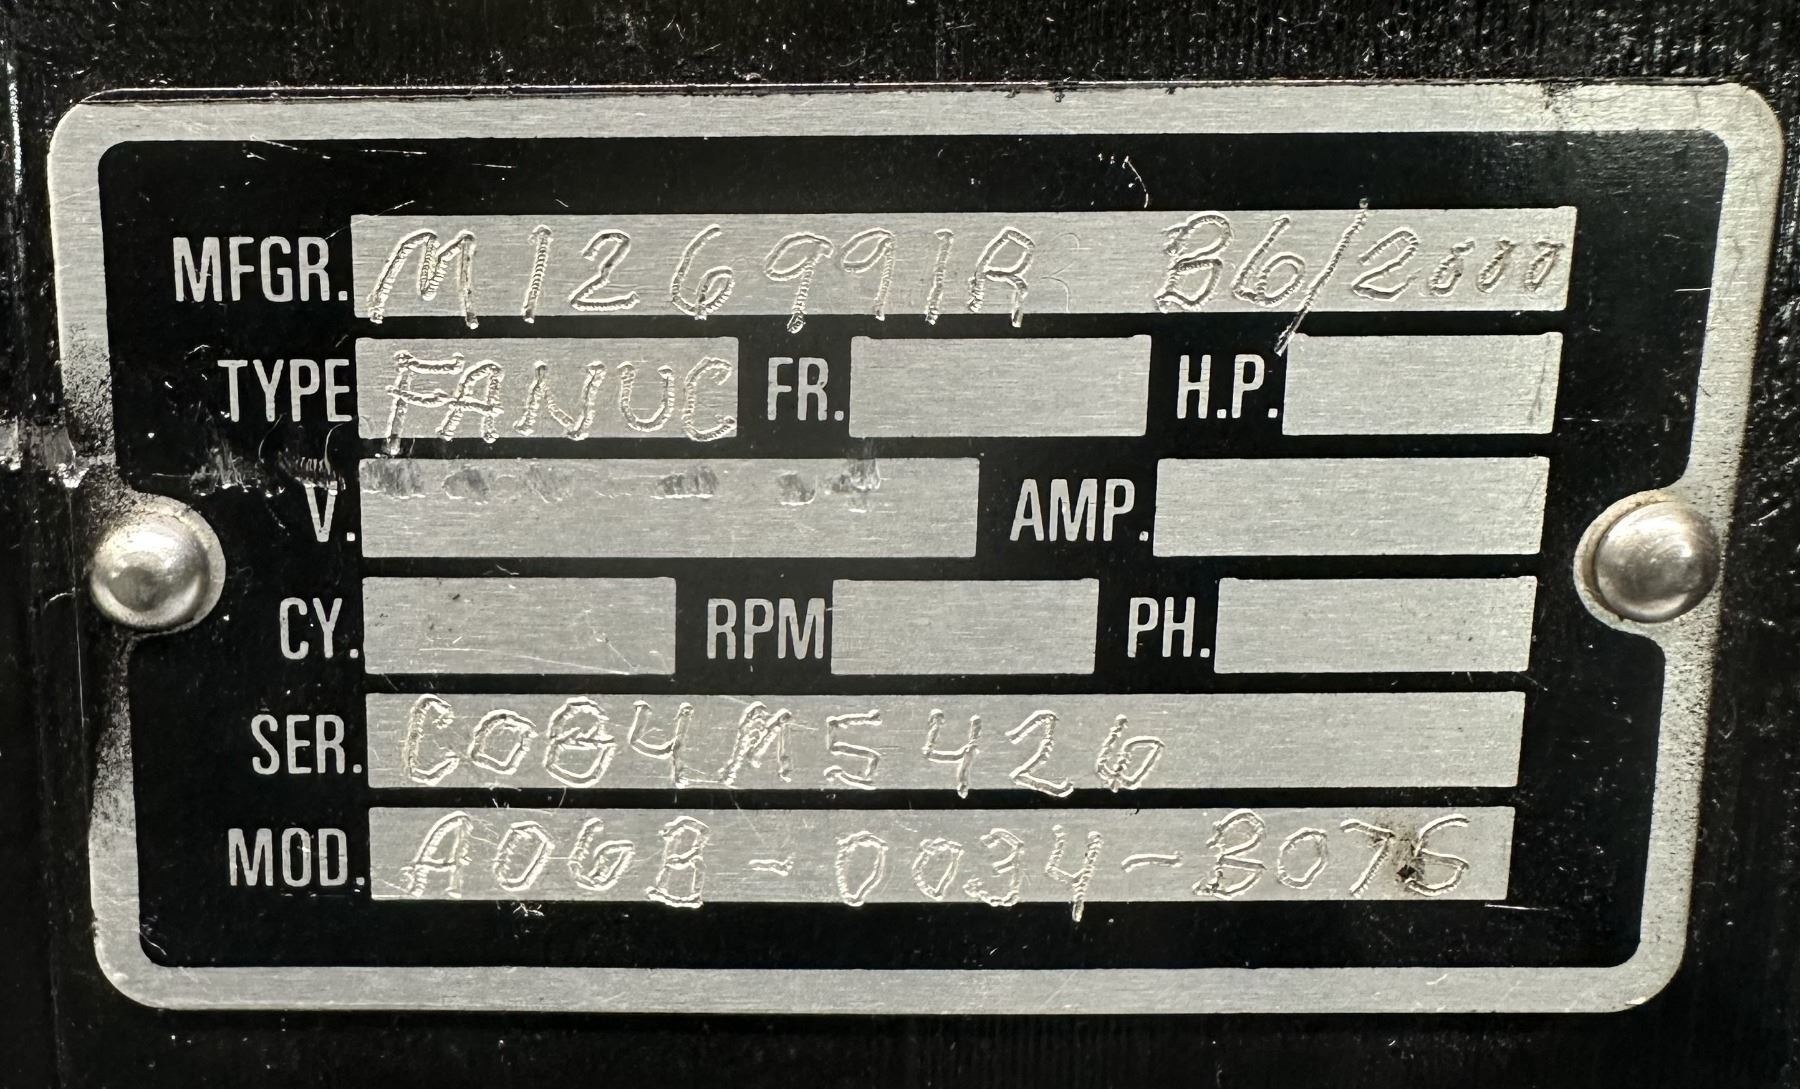 MFGR. M126991R B6/2000
TYPE FANUC FR. H.P.
V. AMP.
CY. RPM PH.
SER. C084M5426
MOD. A06B-0034-B075